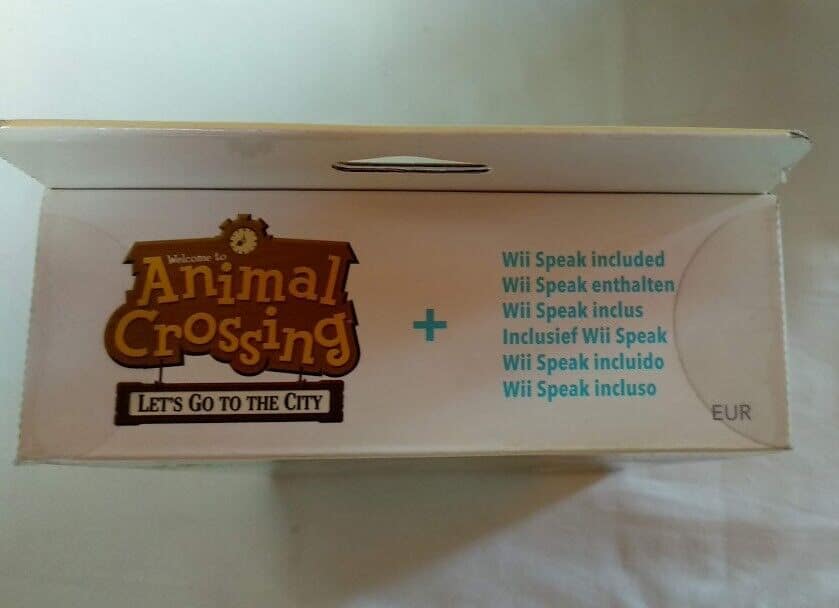 Welcome to
Animal
Crossing
LET'S GO TO THE CITY
+
Wii Speak included
Wii Speak enthalten
Wii Speak inclus
Inclusief Wii Speak
Wii Speak incluido
Wii Speak incluso
EUR